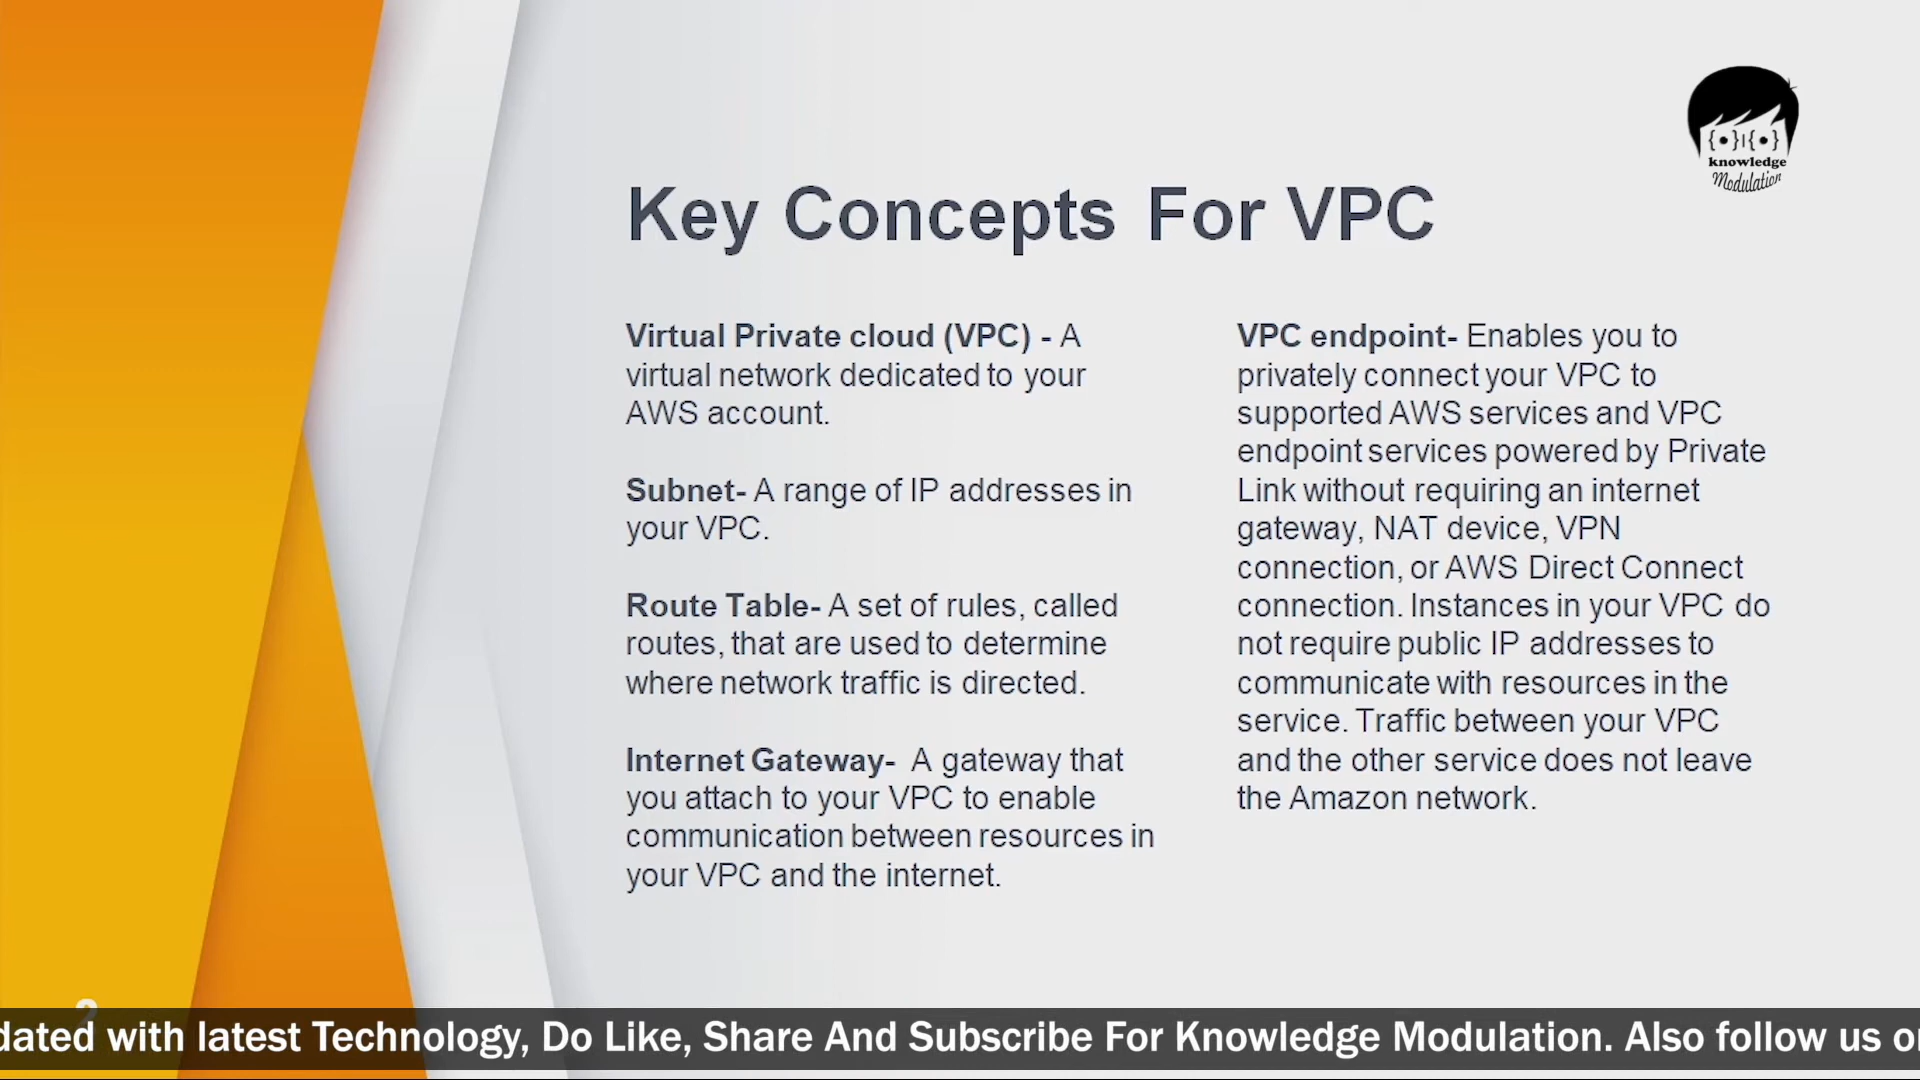 {•}|{•}
knowledge
Modulation
Key Concepts For VPC
Virtual Private cloud (VPC) - A
virtual network dedicated to your
AWS account.
Subnet- A range of IP addresses in
your VPC.
Route Table- A set of rules, called
routes, that are used to determine
where network traffic is directed.
Internet Gateway- A gateway that
you attach to your VPC to enable
communication between resources in
your VPC and the internet.
VPC endpoint- Enables you to
privately connect your VPC to
supported AWS services and VPC
endpoint services powered by Private
Link without requiring an internet
gateway, NAT device, VPN
connection, or AWS Direct Connect
connection. Instances in your VPC do
not require public IP addresses to
communicate with resources in the
service. Traffic between your VPC
and the other service does not leave
the Amazon network.
2
dated with latest Technology, Do Like, Share And Subscribe For Knowledge Modulation. Also follow us o